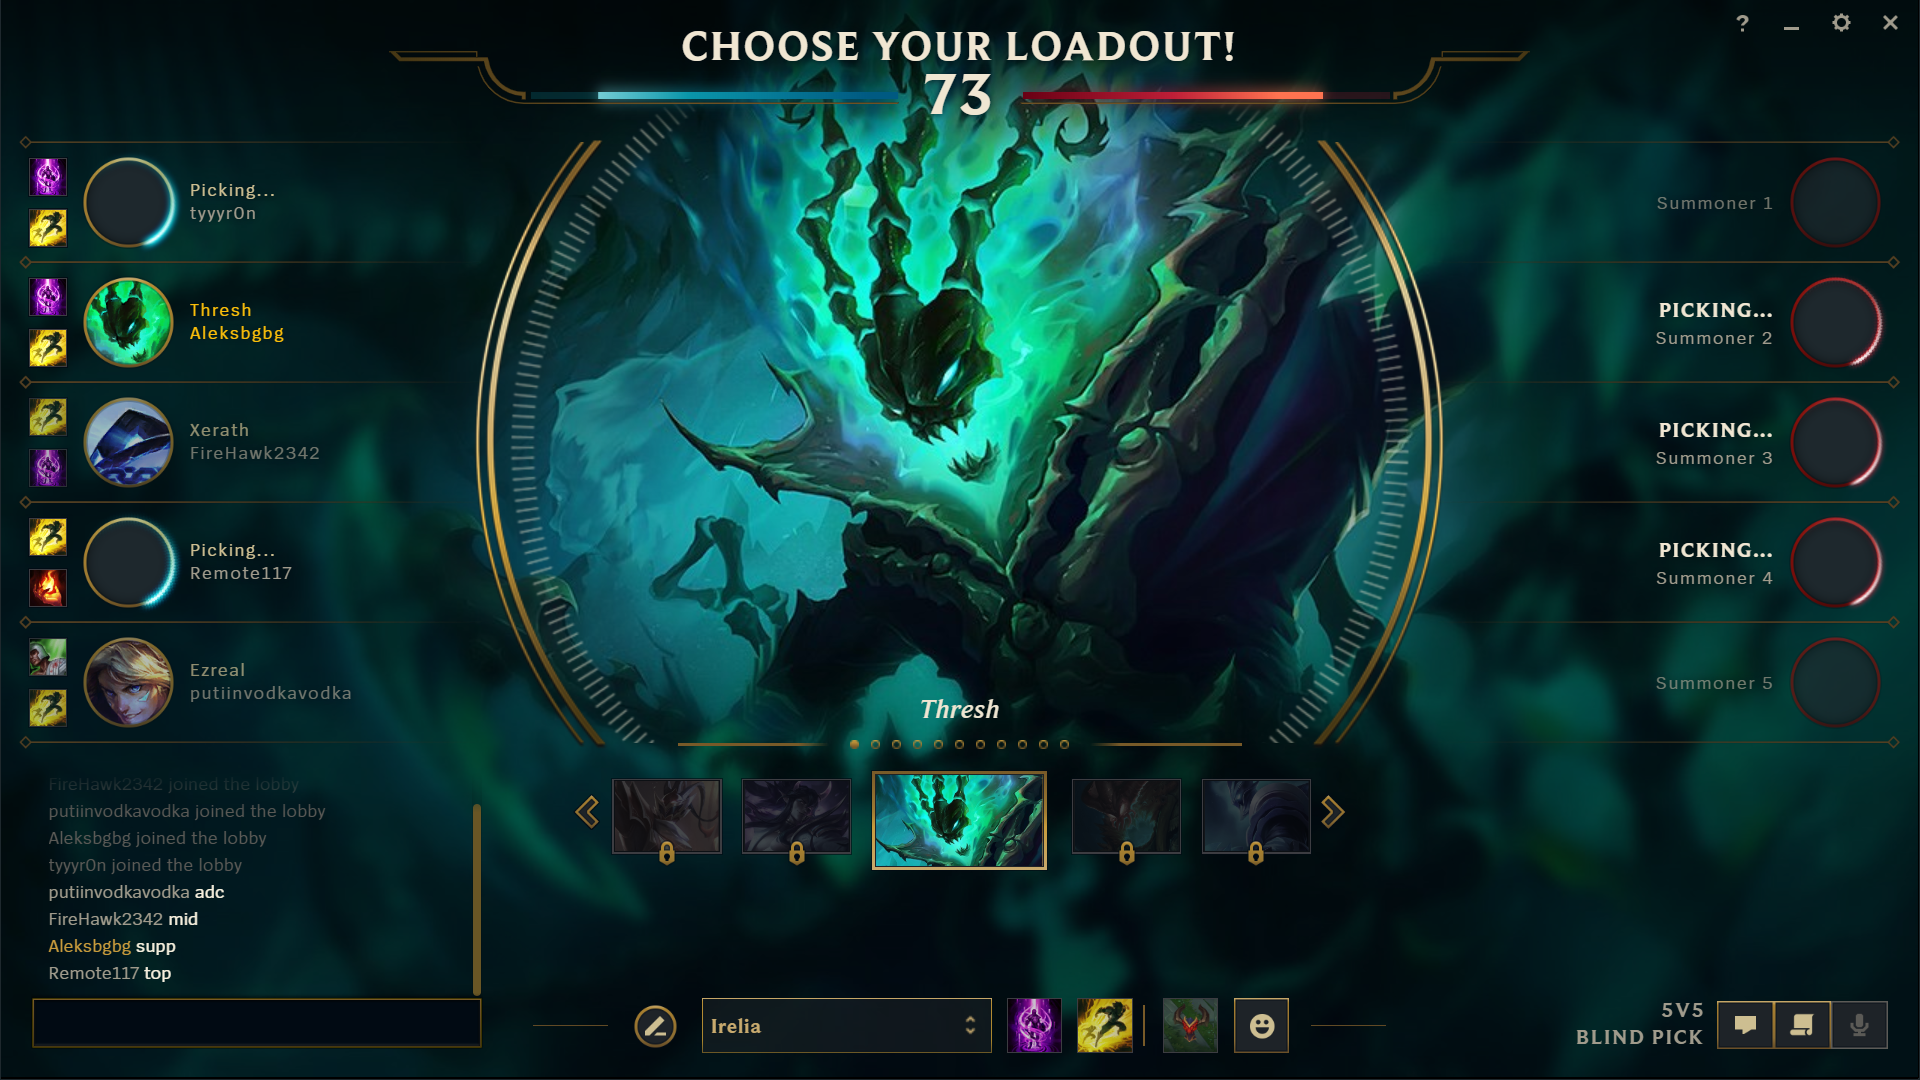 CHOOSE YOUR LOADOUT!
73
?
Picking...
tyyyr0n
Thresh
Aleksbgbg
Xerath
FireHawk2342
Picking...
Remote117
Ezreal
putiinvodkavodka
Summoner 1
PICKING...
Summoner 2
PICKING...
Summoner 3
PICKING...
Summoner 4
Summoner 5
Thresh
FireHawk2342 joined the lobby
putiinvodkavodka joined the lobby
Aleksbgbg joined the lobby
tyyyr0n joined the lobby
putiinvodkavodka adc
FireHawk2342 mid
Aleksbgbg supp
Remote117 top
Irelia
5V5
BLIND PICK